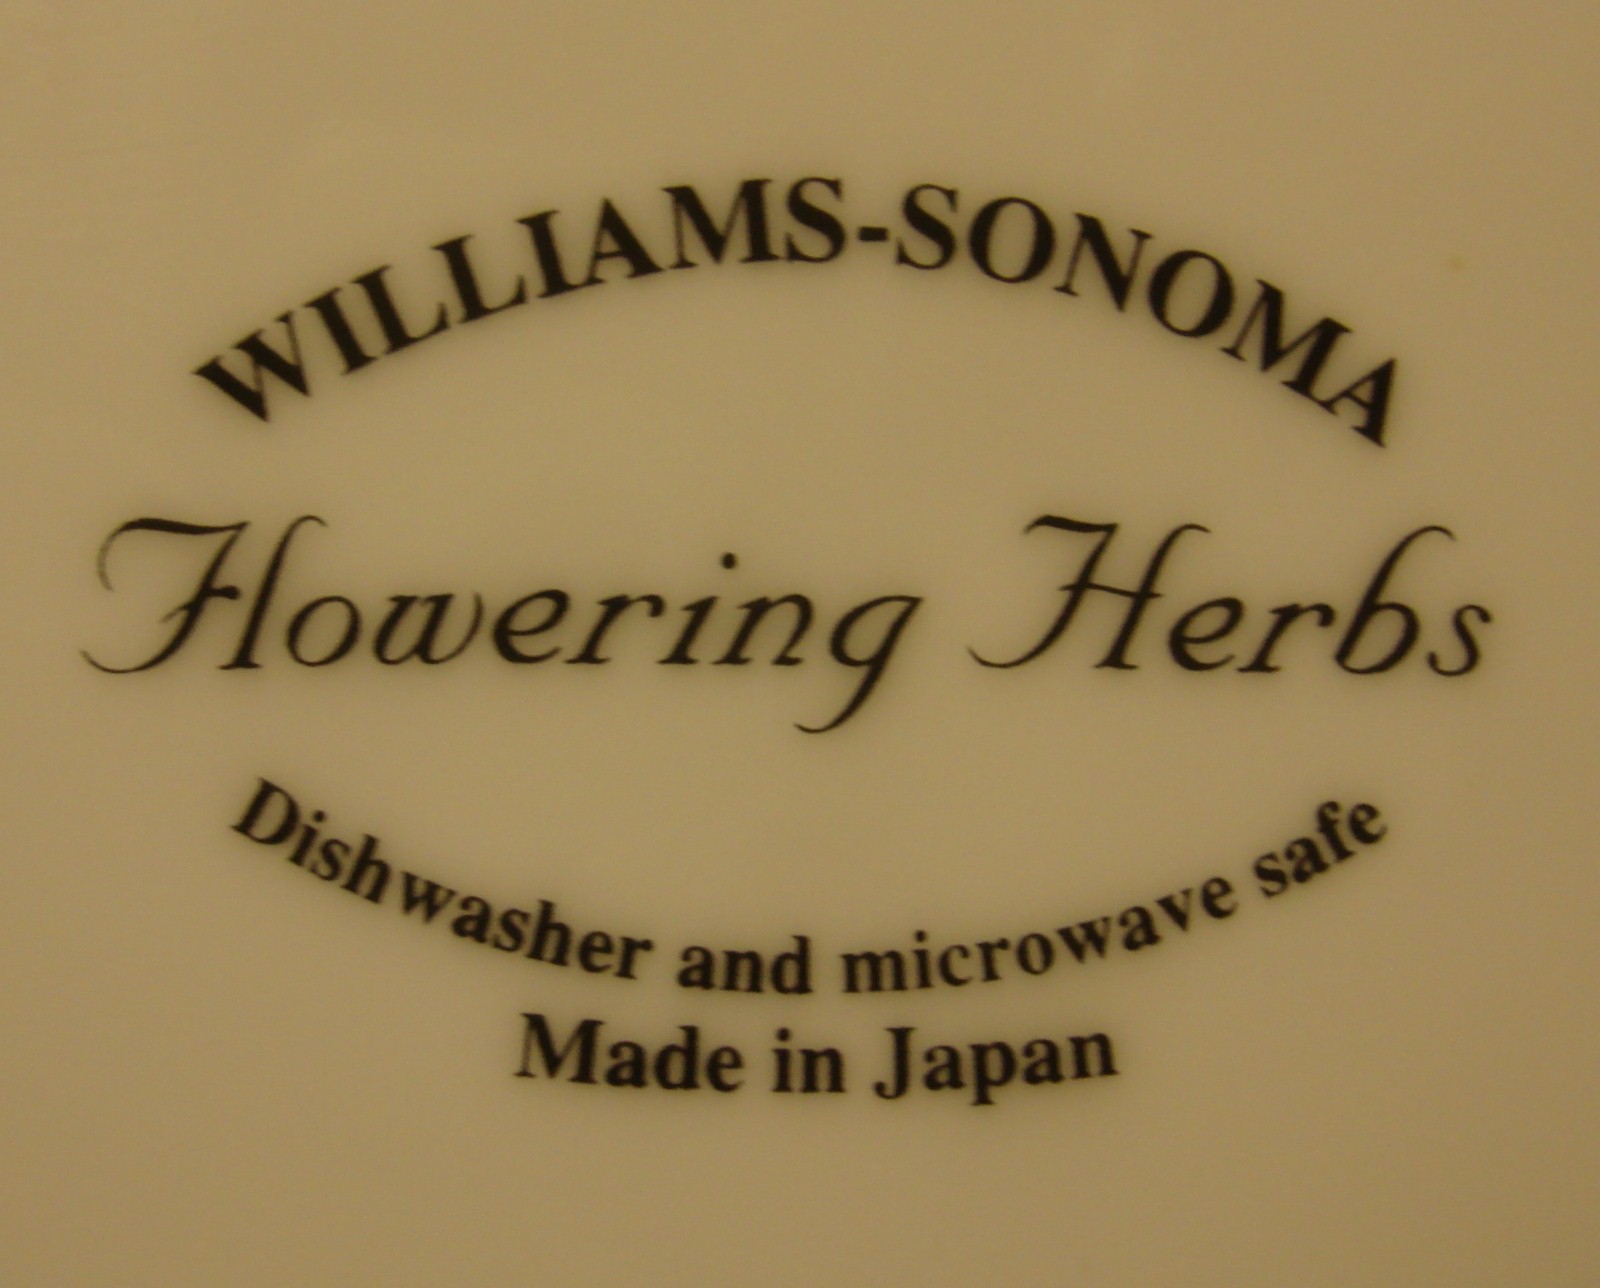 WILLIAMS-SONOMA
Flowering Herbs
Dishwasher and microwave safe
Made in Japan